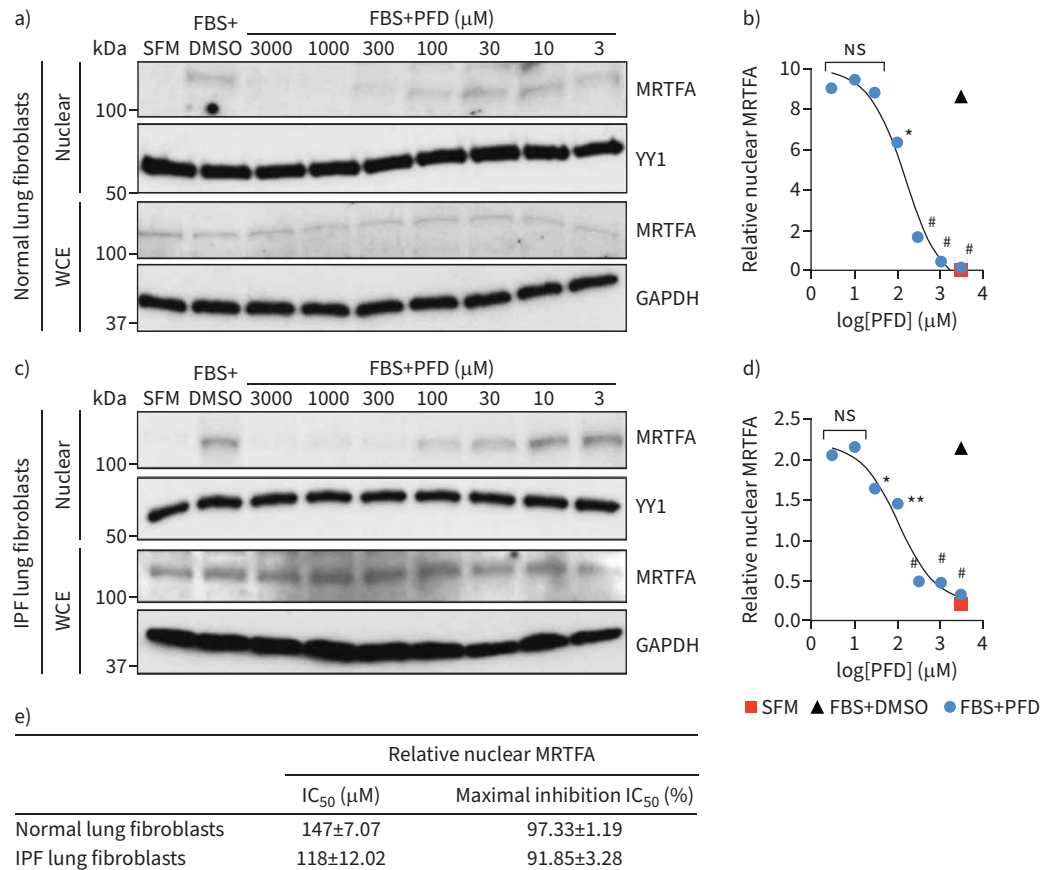 a)
FBS+
FBS+PFD (μM)
kDa SFM DMSO 3000 1000 300 100 30 10 3
Normal lung fibroblasts
Nuclear
100
MRTFA
YY1
50
WCE
MRTFA
100
GAPDH
37
b)
NS
Relative nuclear MRTFA
10
8
6
4
2
0
*
#
#
#
0 1 2 3 4
log[PFD] (μM)
c)
FBS+
FBS+PFD (μM)
kDa SFM DMSO 3000 1000 300 100 30 10 3
IPF lung fibroblasts
Nuclear
MRTFA
100
YY1
50
WCE
MRTFA
100
GAPDH
37
d)
NS
Relative nuclear MRTFA
2.5
2.0
1.5
1.0
0.5
0.0
*
**
#
#
#
0 1 2 3 4
log[PFD] (μM)
SFM FBS+DMSO FBS+PFD
e)
Relative nuclear MRTFA
IC50 (μM) Maximal inhibition IC50 (%)
Normal lung fibroblasts 147±7.07 97.33±1.19
IPF lung fibroblasts 118±12.02 91.85±3.28